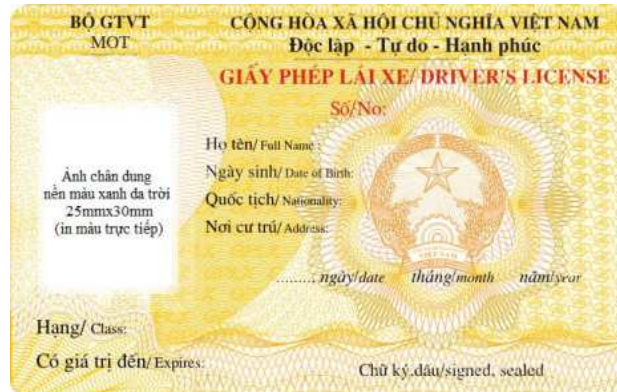 BỘ GTVT
MOT
CỘNG HÒA XÃ HỘI CHỦ NGHĨA VIỆT NAM
Độc lập - Tự do - Hạnh phúc
GIẤY PHÉP LÁI XE/ DRIVER'S LICENSE
Số/No:
Ảnh chân dung
nền màu xanh da trời
25mmx30mm
(in màu trực tiếp)
Họ tên/ Full Name :
Ngày sinh/ Date of Birth:
Quốc tịch/ Nationality:
Nơi cư trú/ Address:
VIỆT NAM
.......... ngày/date tháng/month năm/year
Hạng/ Class:
Có giá trị đến/ Expires:
Chữ ký,dấu/signed, sealed